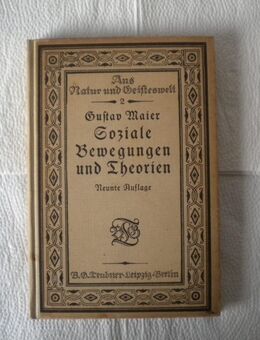 Aus
Natur und Geisteswelt
2
Gustav Maier
Soziale
Bewegungen
und Theorien
Neunte Auflage
B.G.Teubner·Leipzig·Berlin